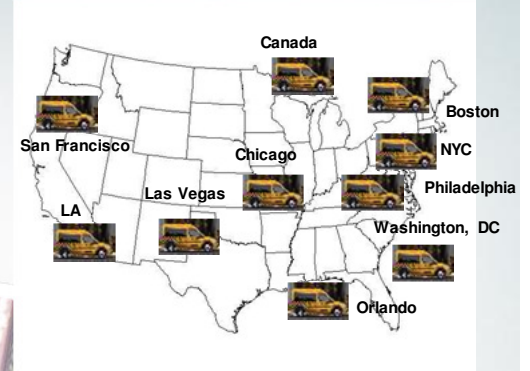 Canada
Boston
San Francisco
Chicago
NYC
Las Vegas
Philadelphia
LA
Washington, DC
Orlando